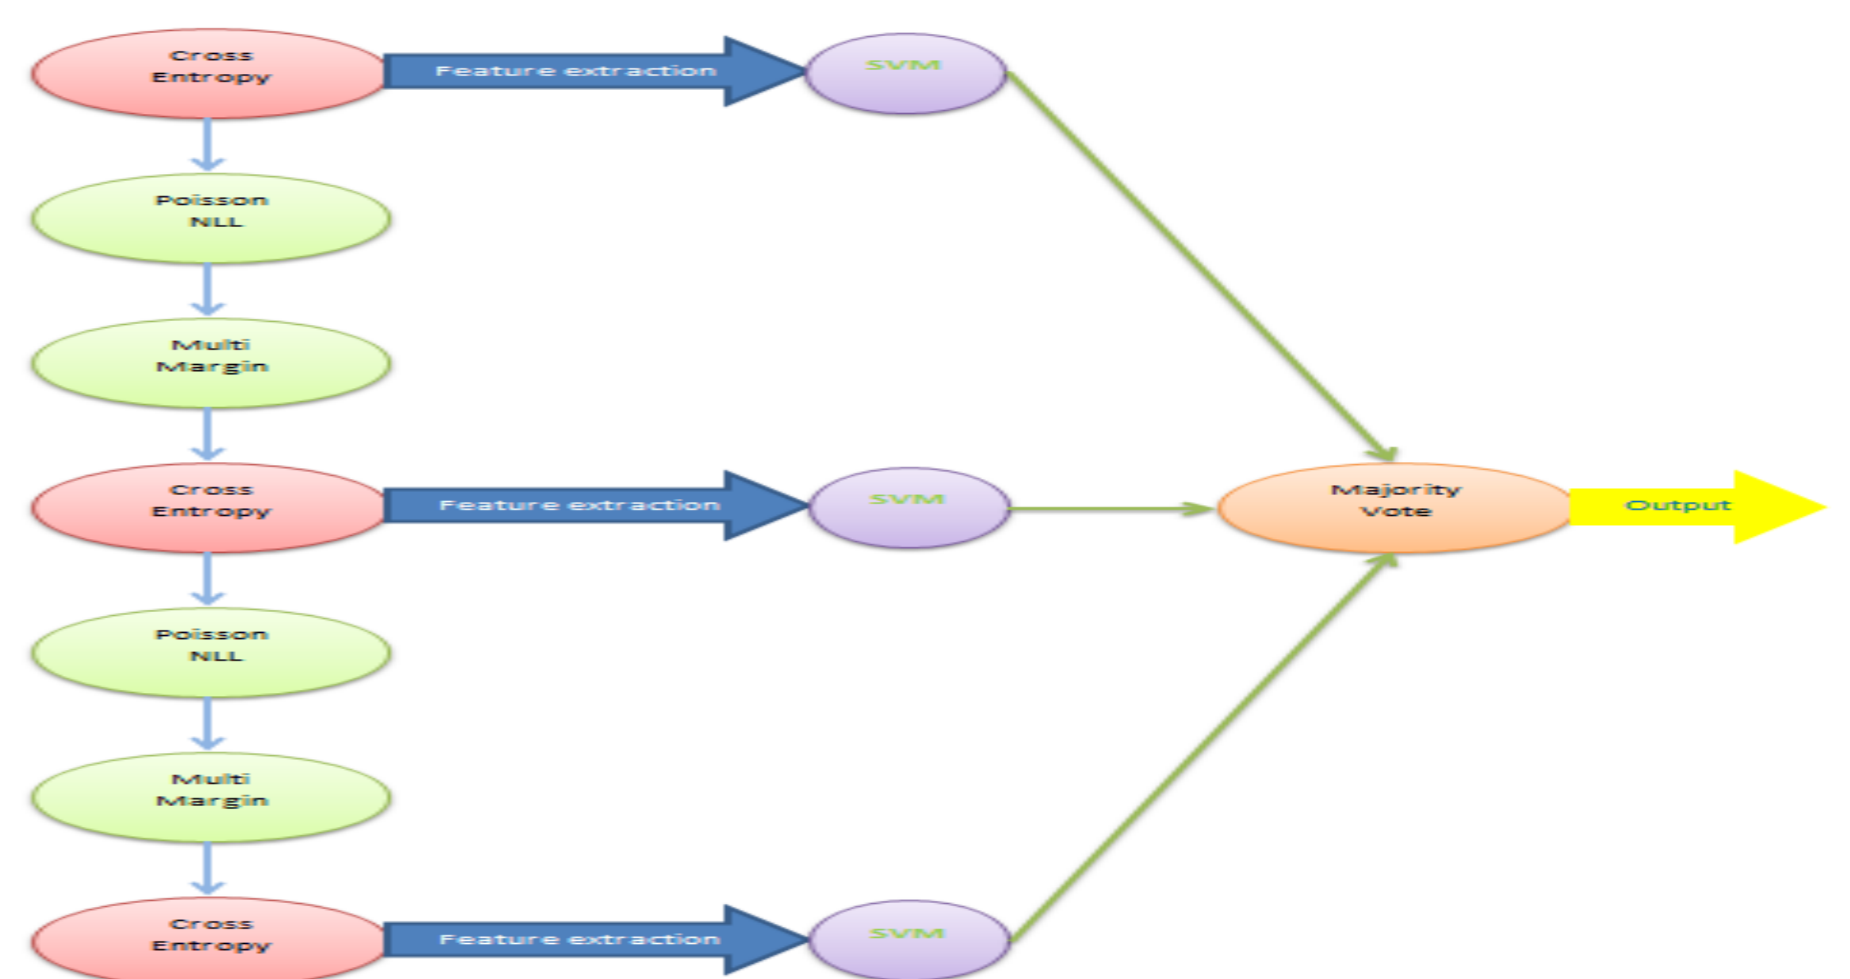 Cross
Entropy
Feature extraction
SVM
Poisson
NLL
Multi
Margin
Cross
Entropy
Feature extraction
SVM
Majority
Vote
Output
Poisson
NLL
Multi
Margin
Cross
Entropy
Feature extraction
SVM